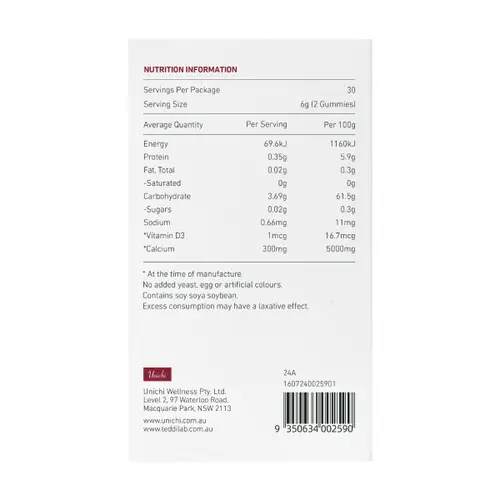 NUTRITION INFORMATION
Servings Per Package 30
Serving Size 6g (2 Gummies)
Average Quantity Per Serving Per 100g
Energy 69.6kJ 1160kJ
Protein 0.35g 5.9g
Fat, Total 0.02g 0.3g
-Saturated 0g 0g
Carbohydrate 3.69g 61.5g
-Sugars 0.02g 0.3g
Sodium 0.66mg 11mg
*Vitamin D3 1mcg 16.7mcg
*Calcium 300mg 5000mg
* At the time of manufacture.
No added yeast, egg or artificial colours.
Contains soy soya soybean.
Excess consumption may have a laxative effect.
Unichi
Unichi Wellness Pty. Ltd.
Level 2, 97 Waterloo Road,
Macquarie Park, NSW 2113
www.unichi.com.au
www.teddilab.com.au
24A
1607240025901
9 350634 002590